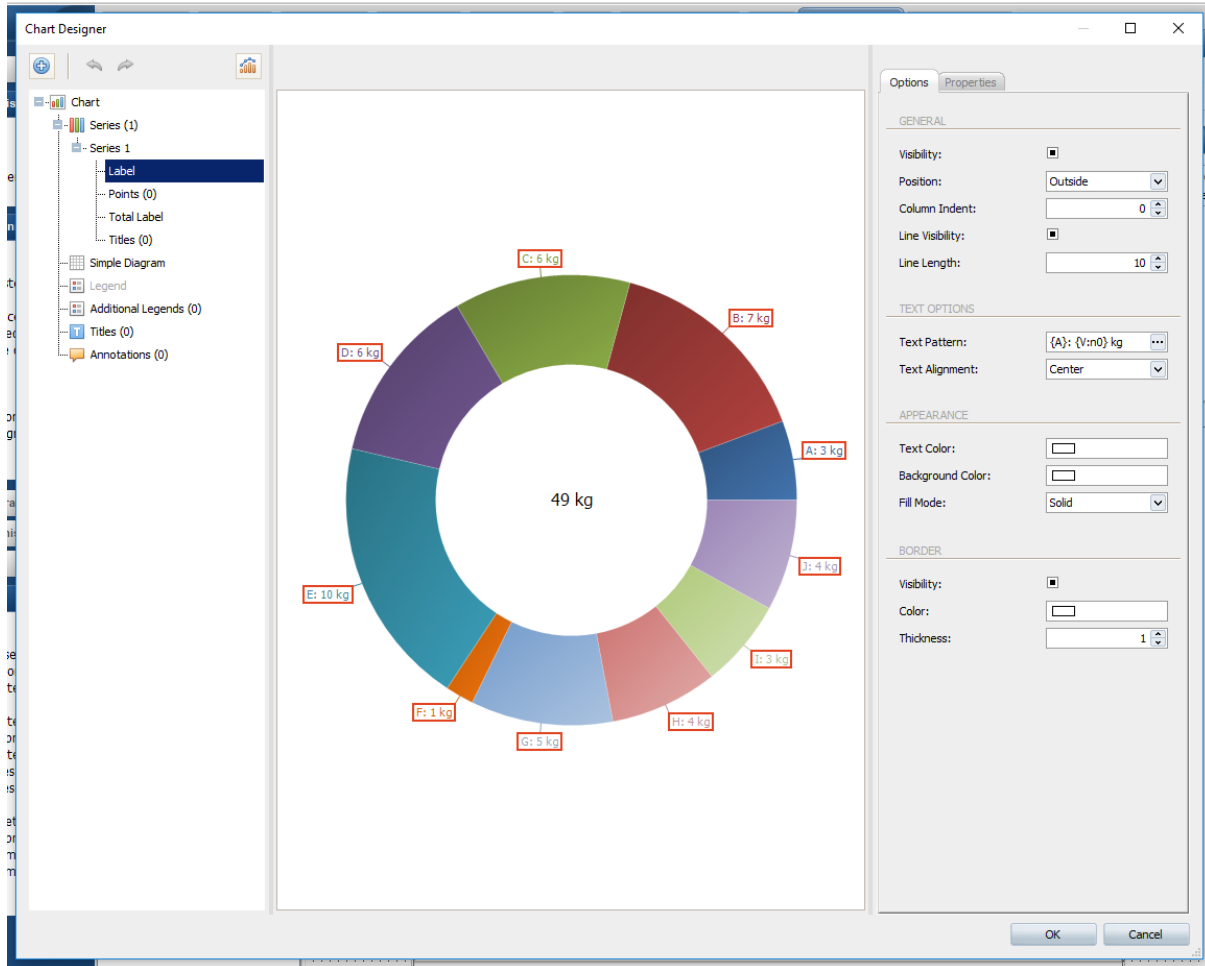 Chart Designer
Chart
Series (1)
Series 1
Label
Points (0)
Total Label
Titles (0)
Simple Diagram
Legend
Additional Legends (0)
Titles (0)
Annotations (0)
C: 6 kg
B: 7 kg
D: 6 kg
A: 3 kg
49 kg
J: 4 kg
E: 10 kg
I: 3 kg
F: 1 kg
H: 4 kg
G: 5 kg
Options Properties
GENERAL
Visibility:
Position: Outside
Column Indent: 0
Line Visibility:
Line Length: 10
TEXT OPTIONS
Text Pattern: {A}: {V:n0} kg
Text Alignment: Center
APPEARANCE
Text Color:
Background Color:
Fill Mode: Solid
BORDER
Visibility:
Color:
Thickness: 1
OK Cancel